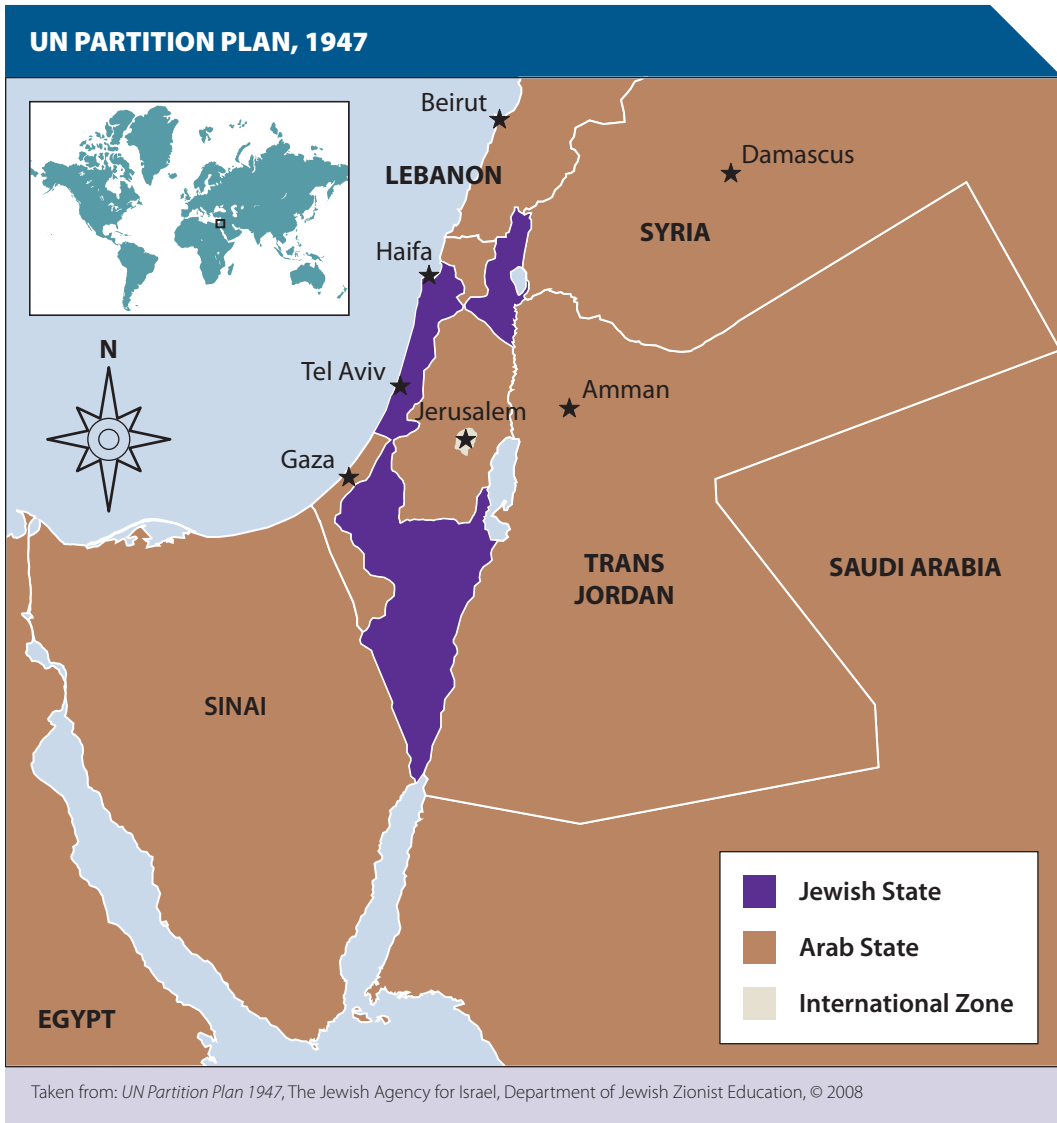 UN PARTITION PLAN, 1947
Beirut
Damascus
LEBANON
SYRIA
Haifa
N
Tel Aviv
Amman
Jerusalem
Gaza
TRANS
JORDAN
SAUDI ARABIA
SINAI
Jewish State
Arab State
International Zone
EGYPT
Taken from: UN Partition Plan 1947, The Jewish Agency for Israel, Department of Jewish Zionist Education, © 2008